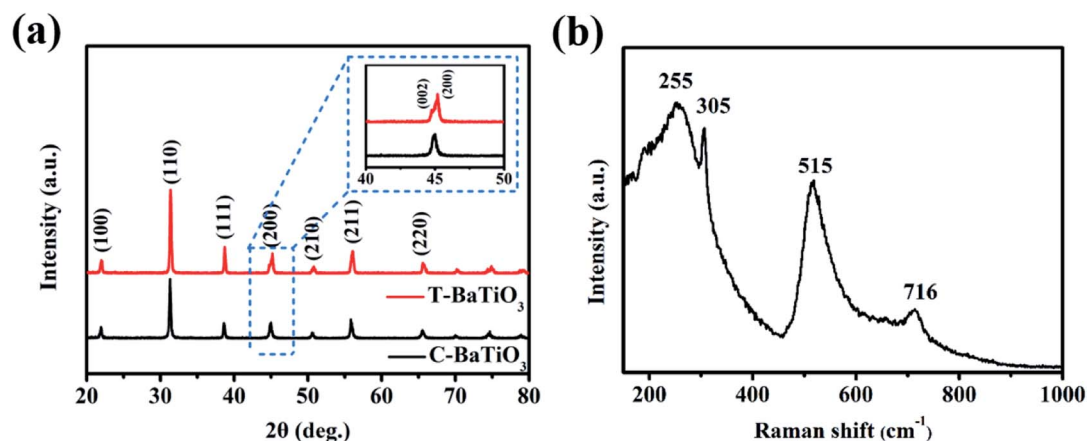 (a)
Intensity (a.u.)
(100)
(110)
(111)
(200)
(210)
(211)
(220)
(002)
(200)
40 45 50
T-BaTiO3
C-BaTiO3
20 30 40 50 60 70 80
2θ (deg.)
(b)
Intensity (a.u.)
255
305
515
716
200 400 600 800 1000
Raman shift (cm-1)